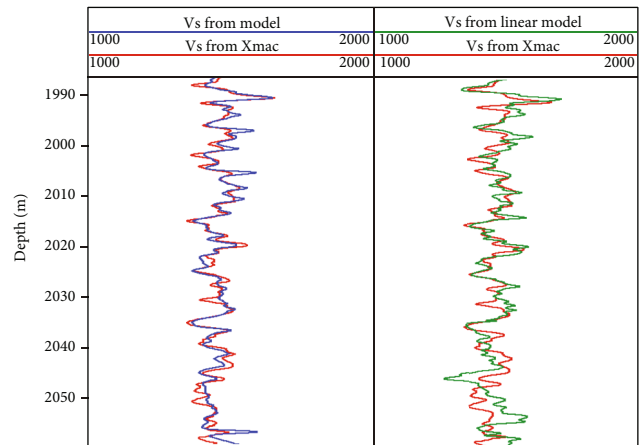 Vs from model
1000 2000
Vs from Xmac
1000 2000
Vs from linear model
1000 2000
Vs from Xmac
1000 2000
Depth (m)
1990
2000
2010
2020
2030
2040
2050